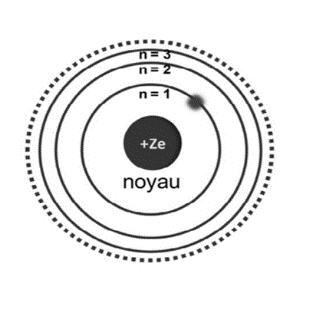 n = 3
n = 2
n = 1
+Ze
noyau